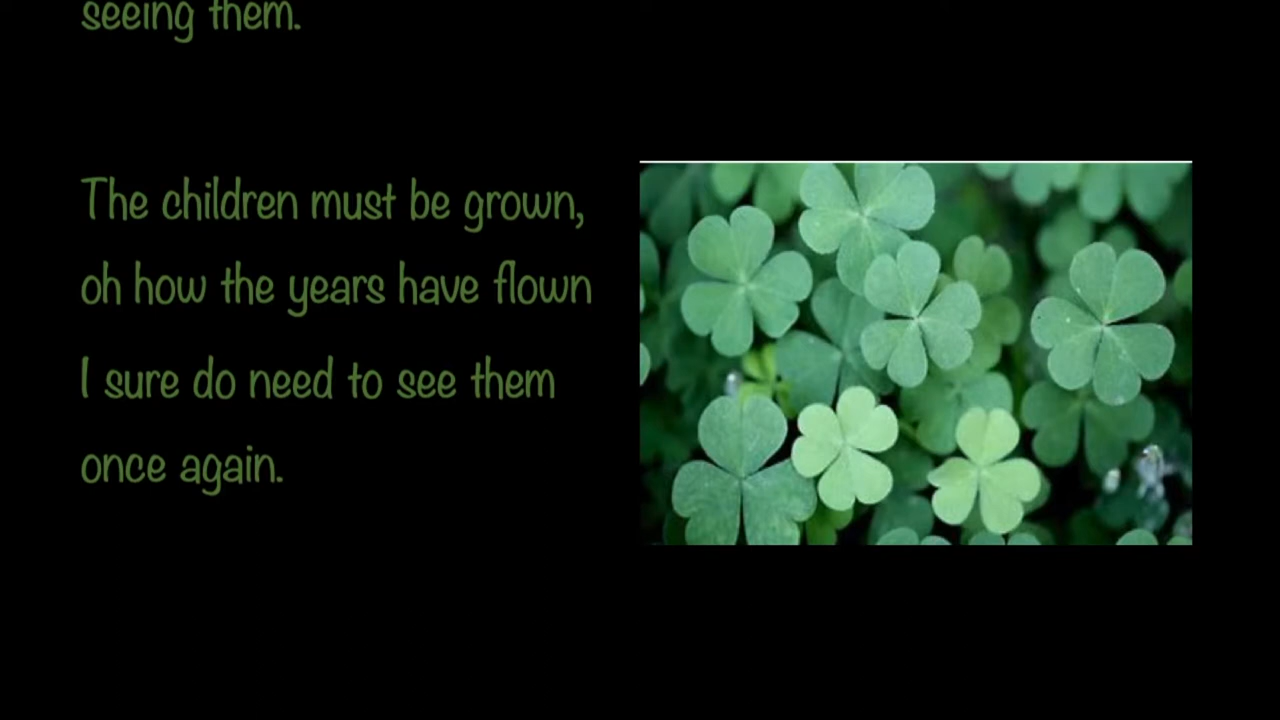 seeing them.
The children must be grown,
oh how the years have flown
I sure do need to see them
once again.